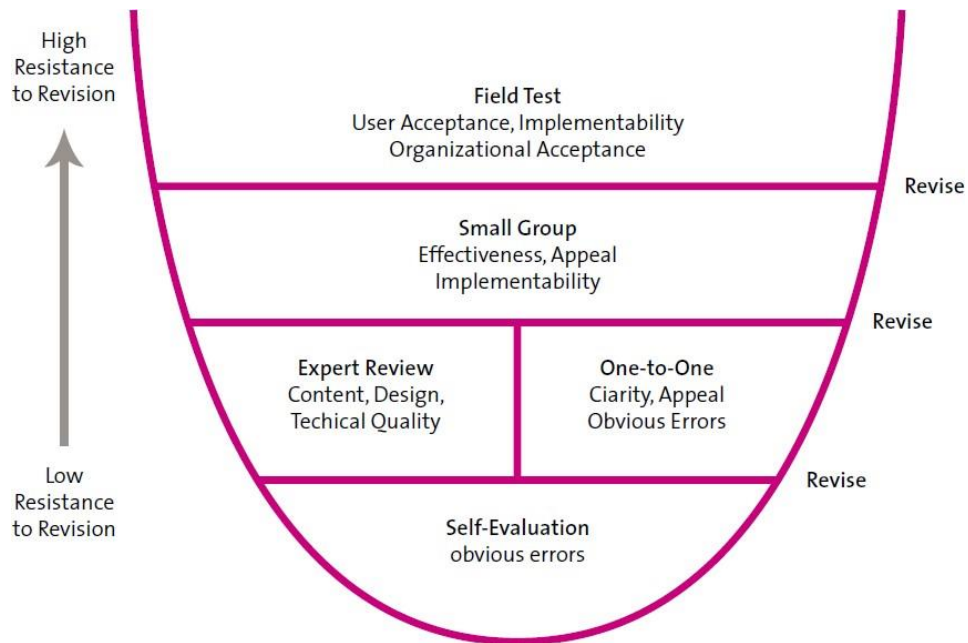 High
Resistance
to Revision
Field Test
User Acceptance, Implementability
Organizational Acceptance
Revise
Small Group
Effectiveness, Appeal
Implementability
Revise
Expert Review
Content, Design,
Techical Quality
One-to-One
Ciarity, Appeal
Obvious Errors
Low
Resistance
to Revision
Revise
Self-Evaluation
obvious errors